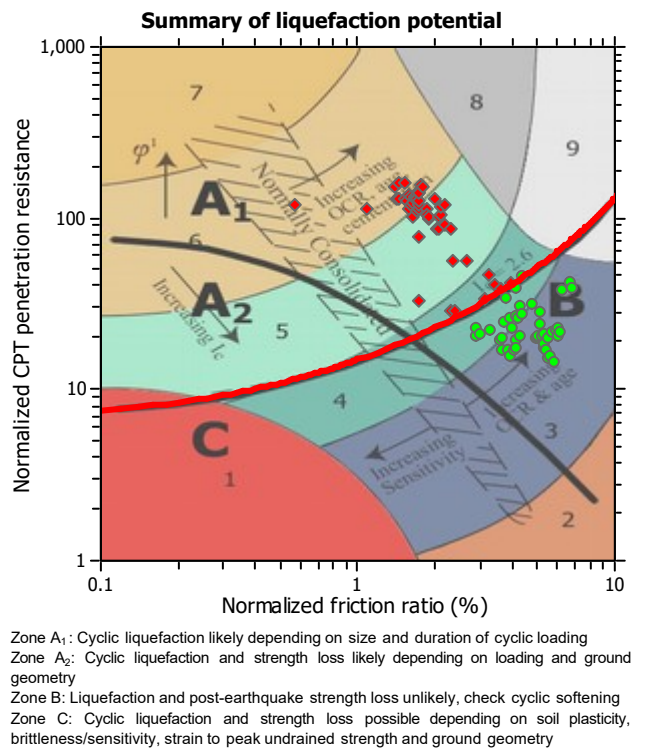 Summary of liquefaction potential
1,000
100
10
1
0.1
1
10
Normalized CPT penetration resistance
Normalized friction ratio (%)
7
8
9
φ'
A1
Normally Consolidated
Increasing
OCR, age
cementation
6
A2
Increasing Ic
5
Ic = 2.6
B
4
Increasing
OCR & age
3
C
1
Increasing
Sensitivity
2
Zone A1: Cyclic liquefaction likely depending on size and duration of cyclic loading
Zone A2: Cyclic liquefaction and strength loss likely depending on loading and ground
geometry
Zone B: Liquefaction and post-earthquake strength loss unlikely, check cyclic softening
Zone C: Cyclic liquefaction and strength loss possible depending on soil plasticity,
brittleness/sensitivity, strain to peak undrained strength and ground geometry